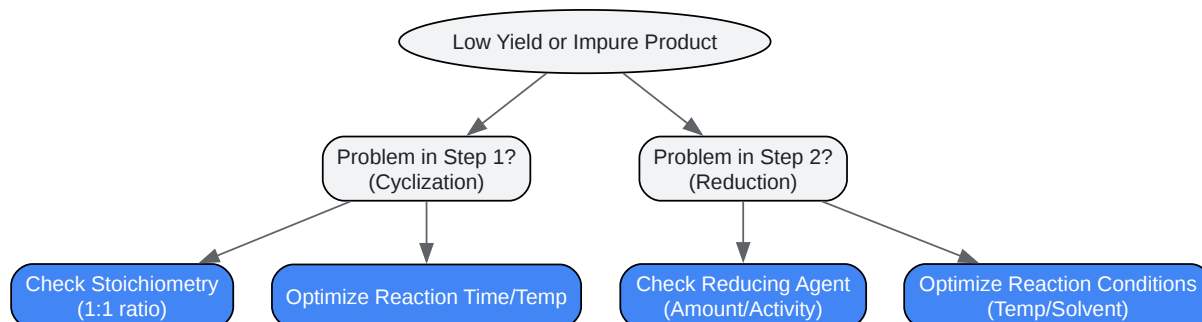 Low Yield or Impure Product
Problem in Step 1?
(Cyclization)
Problem in Step 2?
(Reduction)
Check Stoichiometry
(1:1 ratio)
Optimize Reaction Time/Temp
Check Reducing Agent
(Amount/Activity)
Optimize Reaction Conditions
(Temp/Solvent)